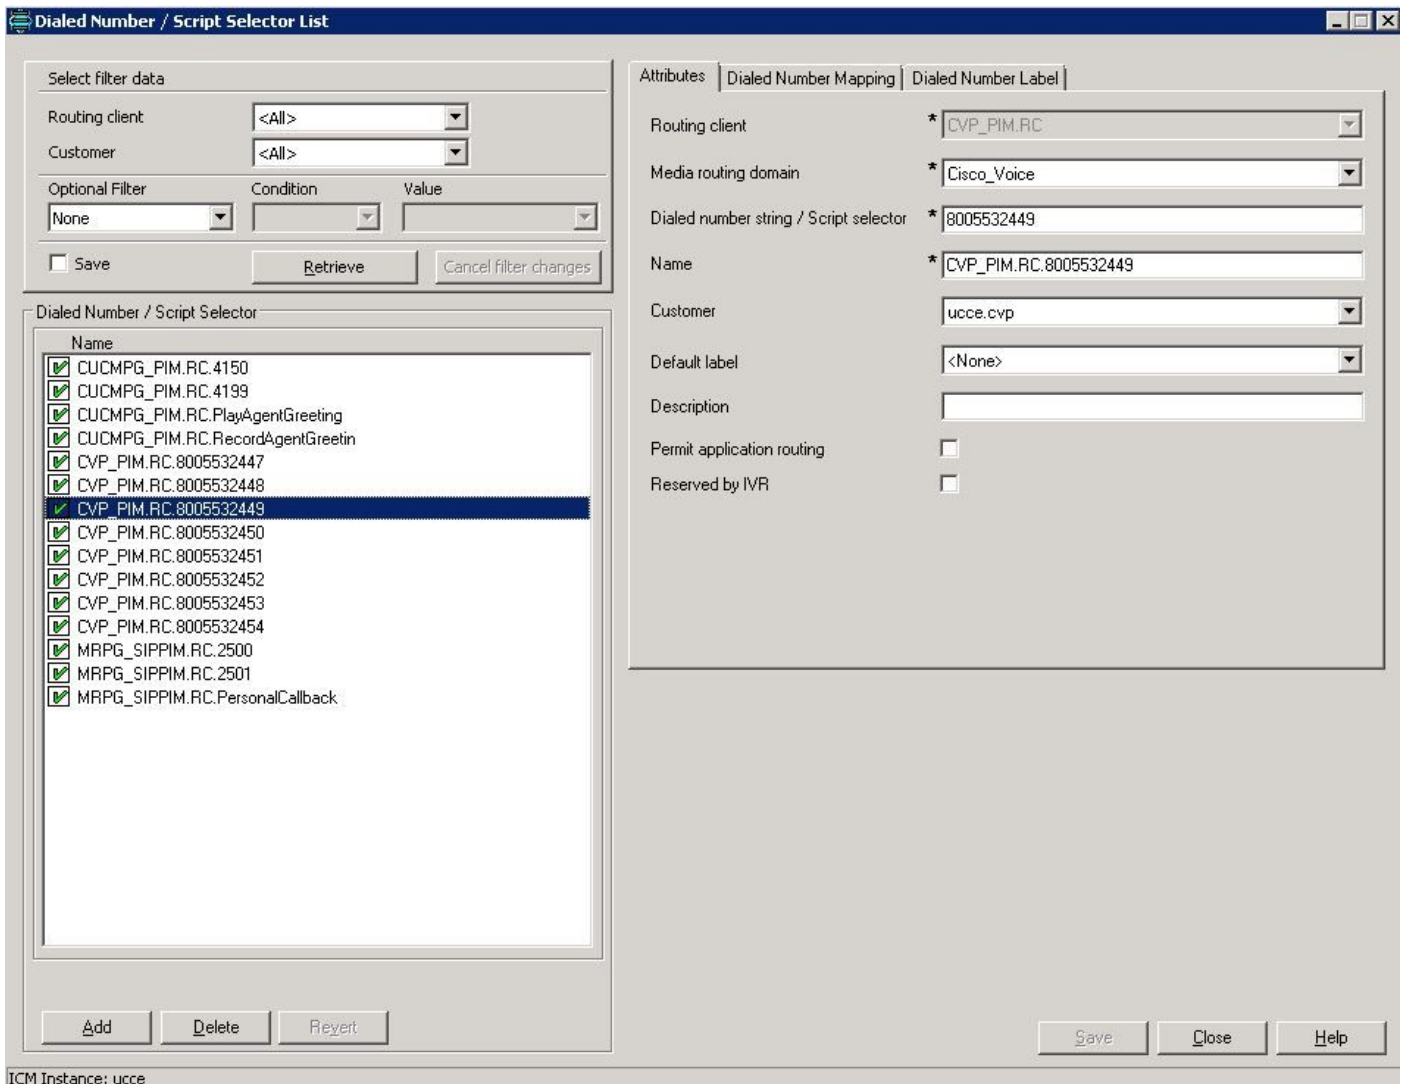 Dialed Number / Script Selector List
Select filter data
Routing client <All>
Customer <All>
Optional Filter Condition Value
None
Save Retrieve Cancel filter changes
Dialed Number / Script Selector
Name
CUCMPG_PIM.RC.4150
CUCMPG_PIM.RC.4199
CUCMPG_PIM.RC.PlayAgentGreeting
CUCMPG_PIM.RC.RecordAgentGreetin
CVP_PIM.RC.8005532447
CVP_PIM.RC.8005532448
CVP_PIM.RC.8005532449
CVP_PIM.RC.8005532450
CVP_PIM.RC.8005532451
CVP_PIM.RC.8005532452
CVP_PIM.RC.8005532453
CVP_PIM.RC.8005532454
MRPG_SIPPIM.RC.2500
MRPG_SIPPIM.RC.2501
MRPG_SIPPIM.RC.PersonalCallback
Add Delete Revert
Attributes Dialed Number Mapping Dialed Number Label
Routing client * CVP_PIM.RC
Media routing domain * Cisco_Voice
Dialed number string / Script selector * 8005532449
Name * CVP_PIM.RC.8005532449
Customer ucce.cvp
Default label <None>
Description
Permit application routing
Reserved by IVR
Save Close Help
ICM Instance: ucce